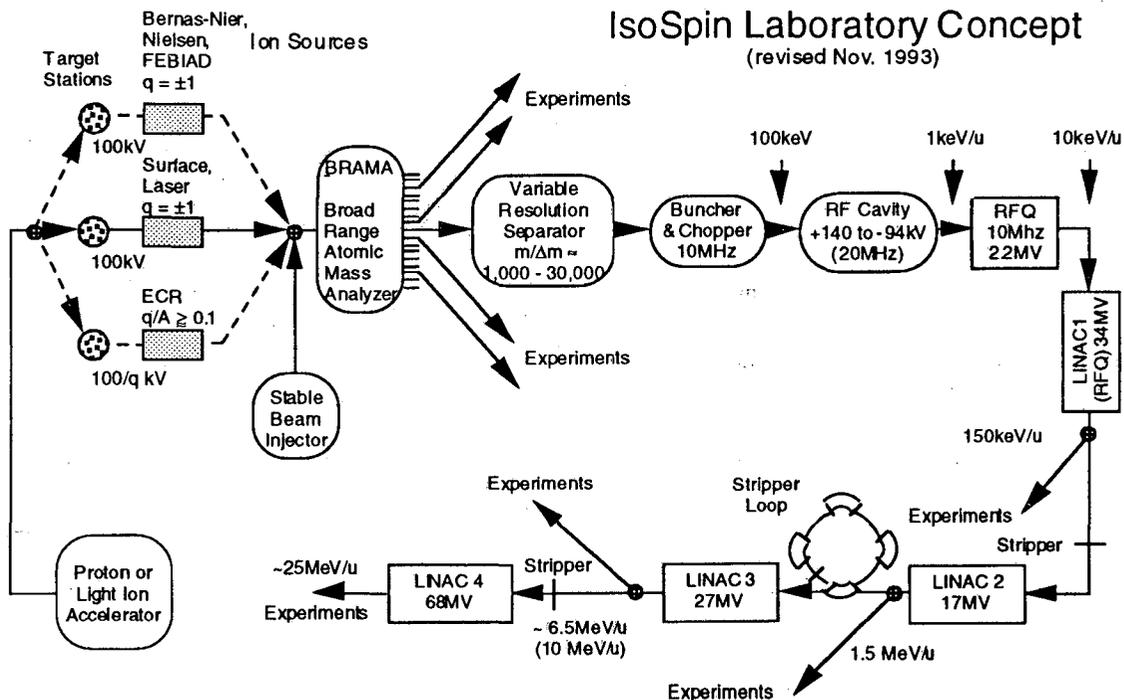 IsoSpin Laboratory Concept
(revised Nov. 1993)
Bernas-Nier,
Nielsen,
FEBIAD
q = ±1
Ion Sources
Target
Stations
100kV
Surface,
Laser
q = ±1
100kV
ECR
q/A ≳ 0.1
100/q kV
Stable
Beam
Injector
Proton or
Light Ion
Accelerator
BRAMA
Broad
Range
Atomic
Mass
Analyzer
Experiments
Experiments
Variable
Resolution
Separator
m/Δm ≈
1,000 - 30,000
Buncher
& Chopper
10MHz
100keV
RF Cavity
+140 to -94kV
(20MHz)
1keV/u
RFQ
10Mhz
22MV
10keV/u
LINAC1
(RFQ) 34MV
150keV/u
Experiments
Stripper
LINAC 2
17MV
1.5 MeV/u
Experiments
Stripper
Loop
LINAC 3
27MV
Experiments
Stripper
~ 6.5MeV/u
(10 MeV/u)
LINAC 4
68MV
~25MeV/u
Experiments